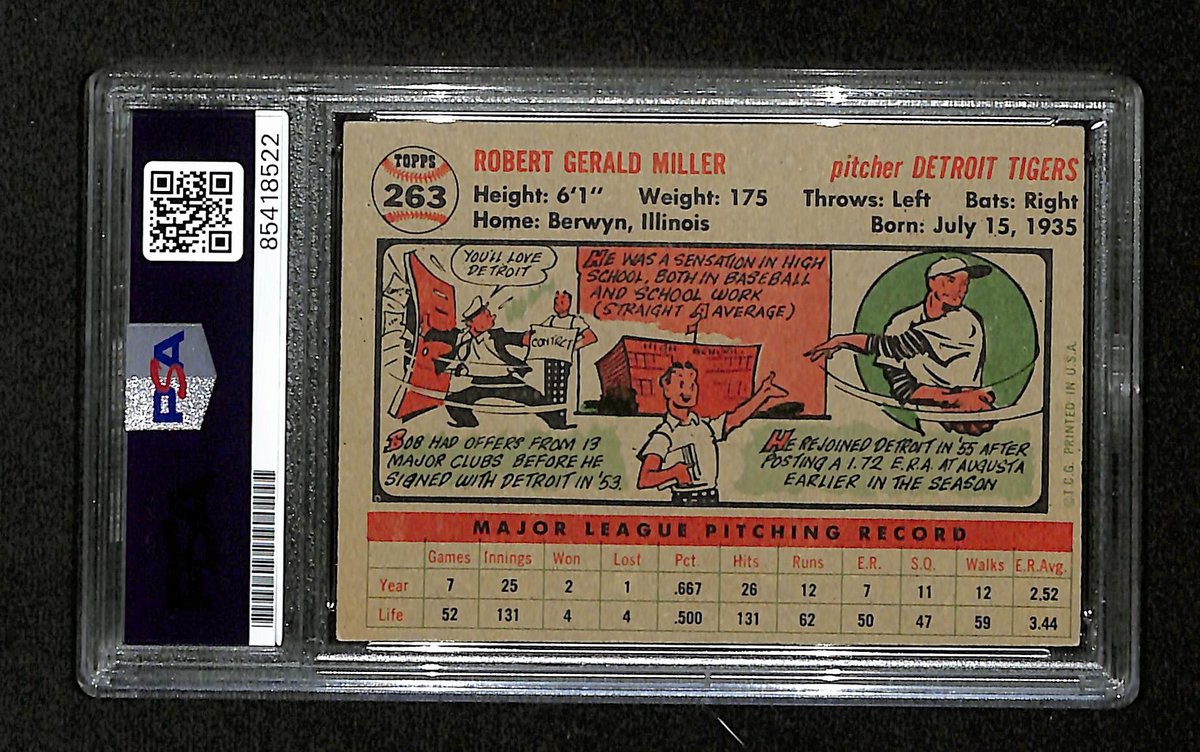 85418522
PSA
TOPPS
263
ROBERT GERALD MILLER
pitcher DETROIT TIGERS
Height: 6'1" Weight: 175 Throws: Left Bats: Right
Home: Berwyn, Illinois Born: July 15, 1935
YOU'LL LOVE
DETROIT
CONTRCT
BOB HAD OFFERS FROM 13
MAJOR CLUBS BEFORE HE
SIGNED WITH DETROIT IN '53.
HE WAS A SENSATION IN HIGH
SCHOOL, BOTH IN BASEBALL
AND SCHOOL WORK
(STRAIGHT A AVERAGE)
HIGH SCHOOL
HE REJOINED DETROIT IN '55 AFTER
POSTING A 1.72 E.R.A. AT AUGUSTA
EARLIER IN THE SEASON
©T.C.G. PRINTED IN U.S.A.
MAJOR LEAGUE PITCHING RECORD
Games Innings Won Lost Pct. Hits Runs E.R. S.O. Walks E.R.Avg.
Year 7 25 2 1 .667 26 12 7 11 12 2.52
Life 52 131 4 4 .500 131 62 50 47 59 3.44